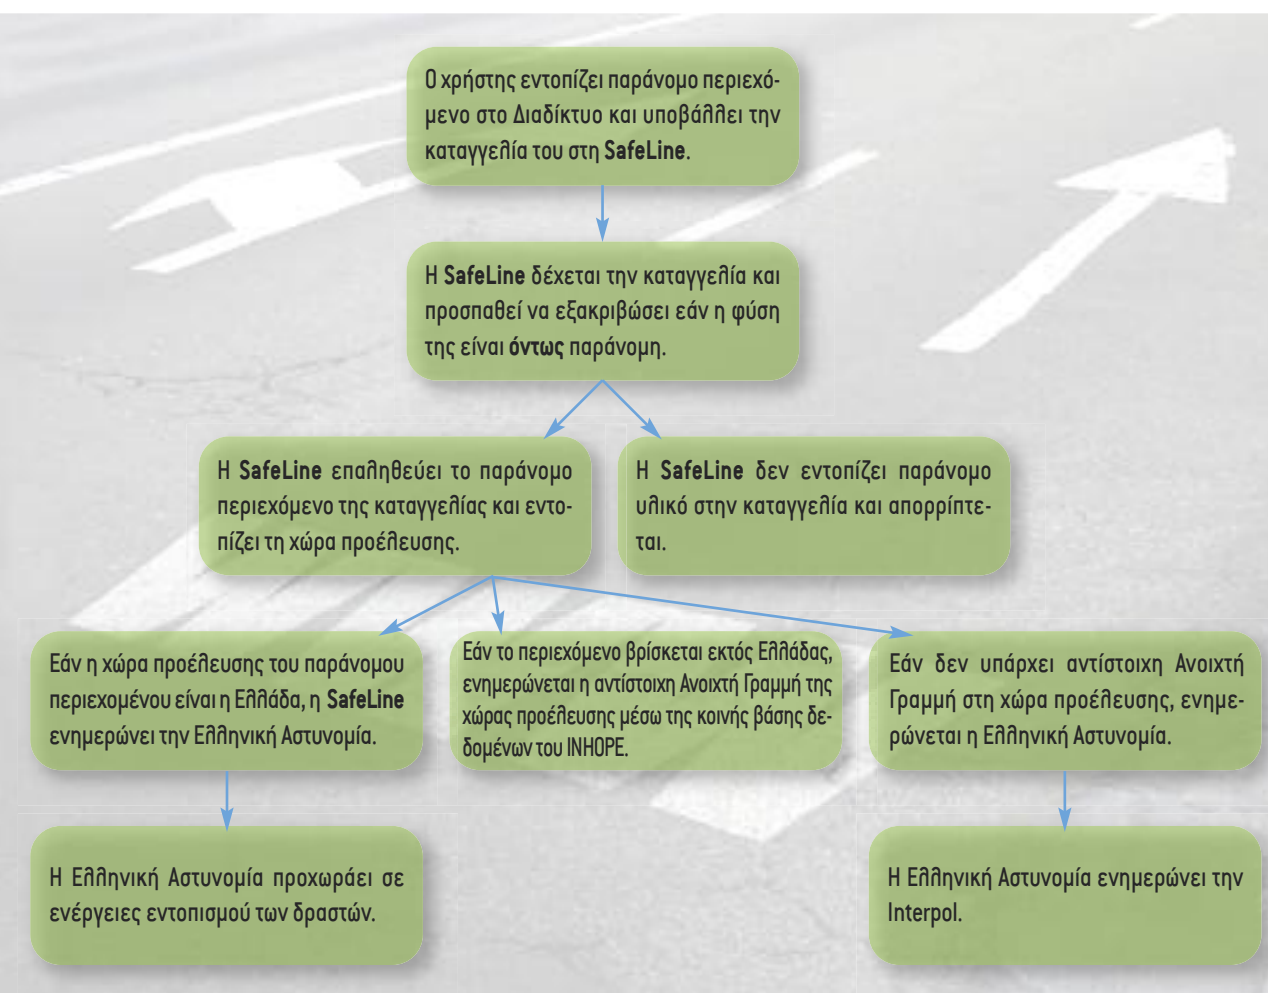 Ο χρήστης εντοπίζει παράνομο περιεχό-
μενο στο Διαδίκτυο και υποβάλλει την
καταγγελία του στη SafeLine.
Η SafeLine δέχεται την καταγγελία και
προσπαθεί να εξακριβώσει εάν η φύση
της είναι όντως παράνομη.
Η SafeLine επαληθεύει το παράνομο
περιεχόμενο της καταγγελίας και εντο-
πίζει τη χώρα προέλευσης.
Η SafeLine δεν εντοπίζει παράνομο
υλικό στην καταγγελία και απορρίπτε-
ται.
Εάν η χώρα προέλευσης του παράνομου
περιεχομένου είναι η Ελλάδα, η SafeLine
ενημερώνει την Ελληνική Αστυνομία.
Εάν το περιεχόμενο βρίσκεται εκτός Ελλάδας,
ενημερώνεται η αντίστοιχη Ανοιχτή Γραμμή της
χώρας προέλευσης μέσω της κοινής βάσης δε-
δομένων του INHOPE.
Εάν δεν υπάρχει αντίστοιχη Ανοιχτή
Γραμμή στη χώρα προέλευσης, ενημε-
ρώνεται η Ελληνική Αστυνομία.
Η Ελληνική Αστυνομία προχωράει σε
ενέργειες εντοπισμού των δραστών.
Η Ελληνική Αστυνομία ενημερώνει την
Interpol.